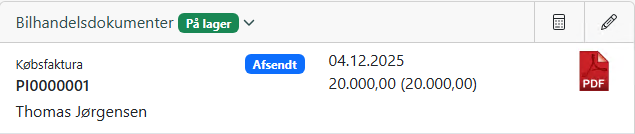 Bilhandelsdokumenter På lager
Købsfaktura Afsendt 04.12.2025
PI0000001 20.000,00 (20.000,00)
Thomas Jørgensen
PDF